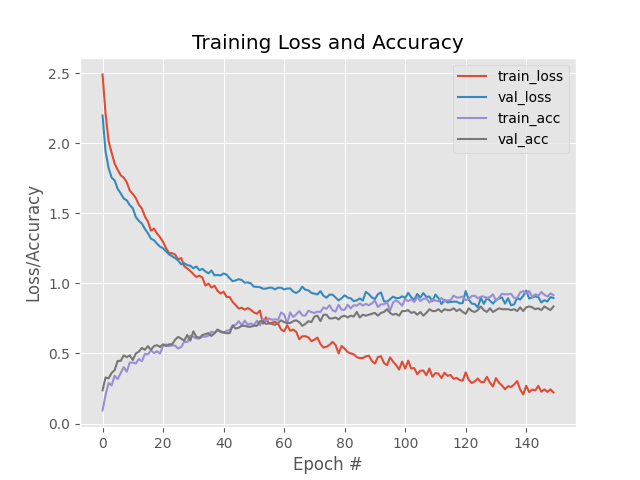 Training Loss and Accuracy
train_loss
val_loss
train_acc
val_acc
Loss/Accuracy
2.5
2.0
1.5
1.0
0.5
0.0
0 20 40 60 80 100 120 140
Epoch #